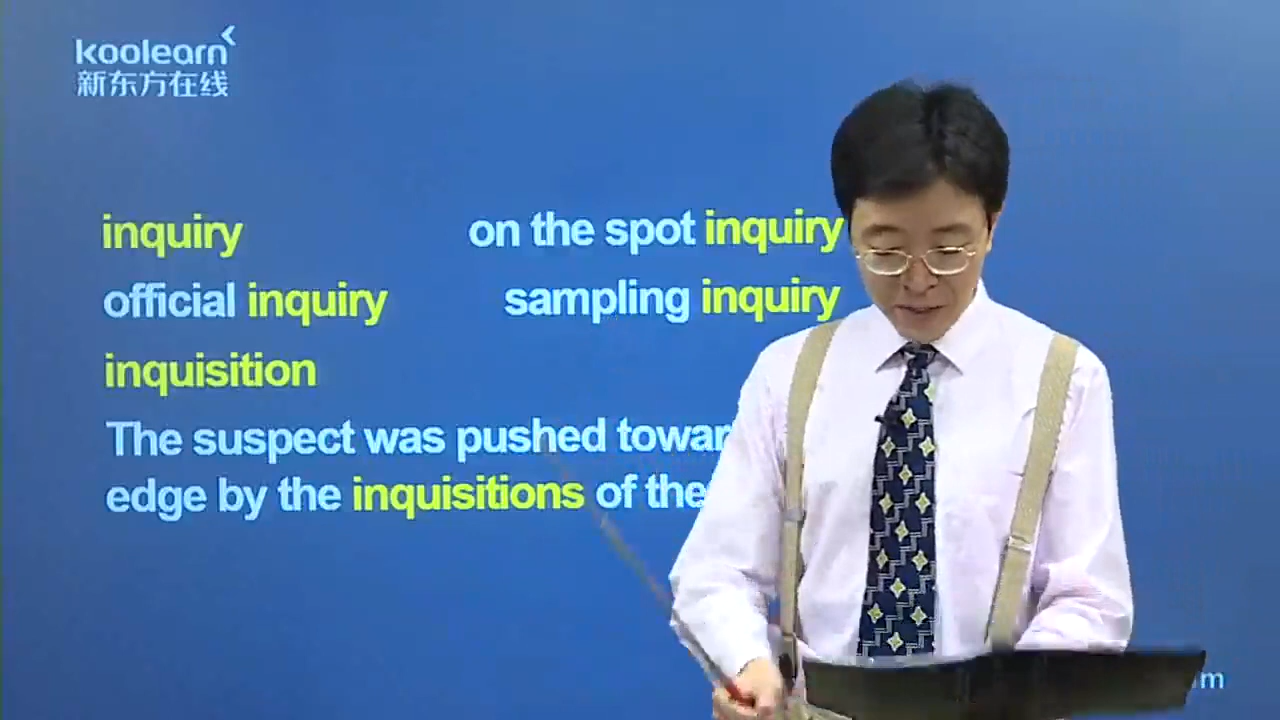 koolearn
新东方在线
inquiry
on the spot inquiry
official inquiry
sampling inquiry
inquisition
The suspect was pushed
edge by the inquisitions of the